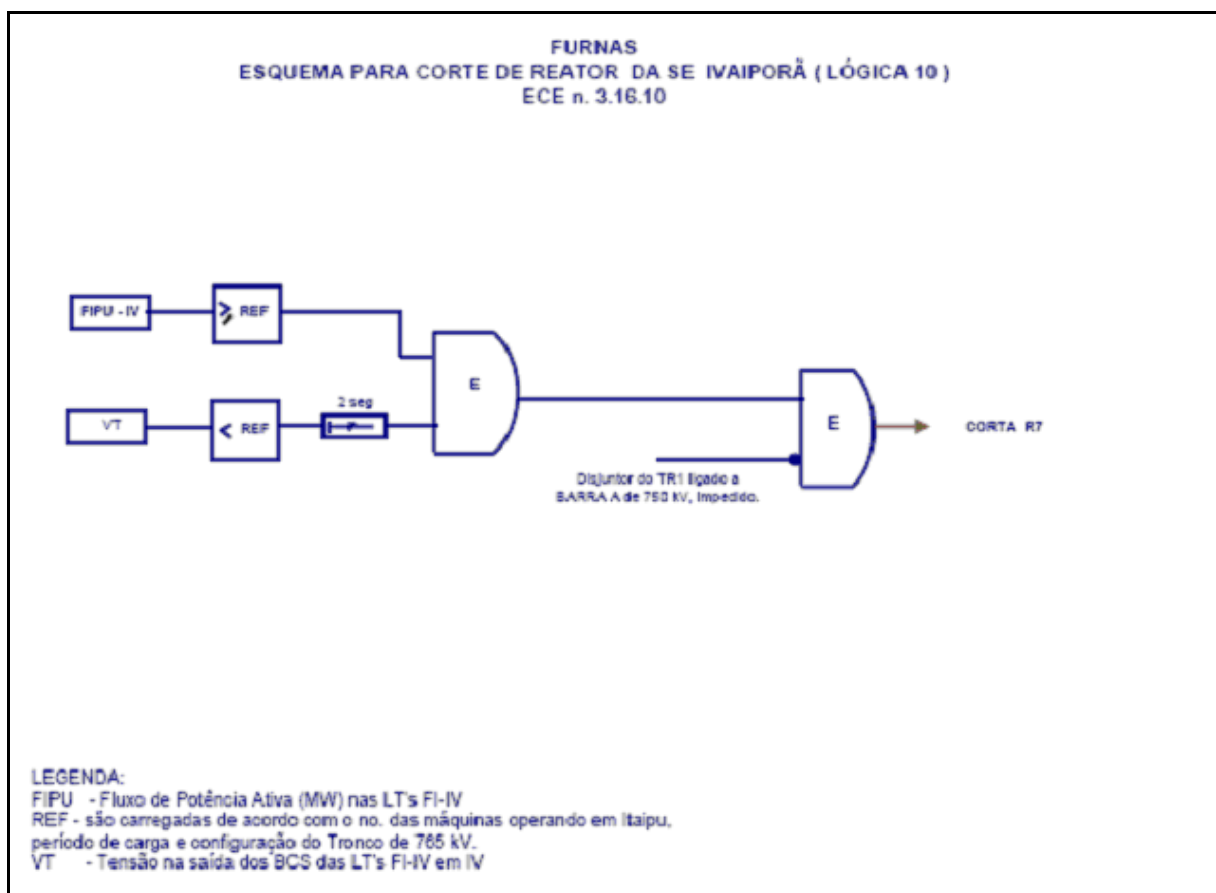 FURNAS
ESQUEMA PARA CORTE DE REATOR DA SE IVAIPORÃ ( LÓGICA 10 )
ECE n. 3.16.10
FIPU - IV
> REF
E
2 seg
VT
< REF
E
CORTA R7
Disjuntor do TR1 ligado a
BARRA A de 750 kV, impedido.
LEGENDA:
FIPU - Fluxo de Potência Ativa (MW) nas LT's FI-IV
REF - são carregadas de acordo com o no. das máquinas operando em Itaipu,
período de carga e configuração do Tronco de 765 kV.
VT - Tensão na saída dos BCS das LT's FI-IV em IV